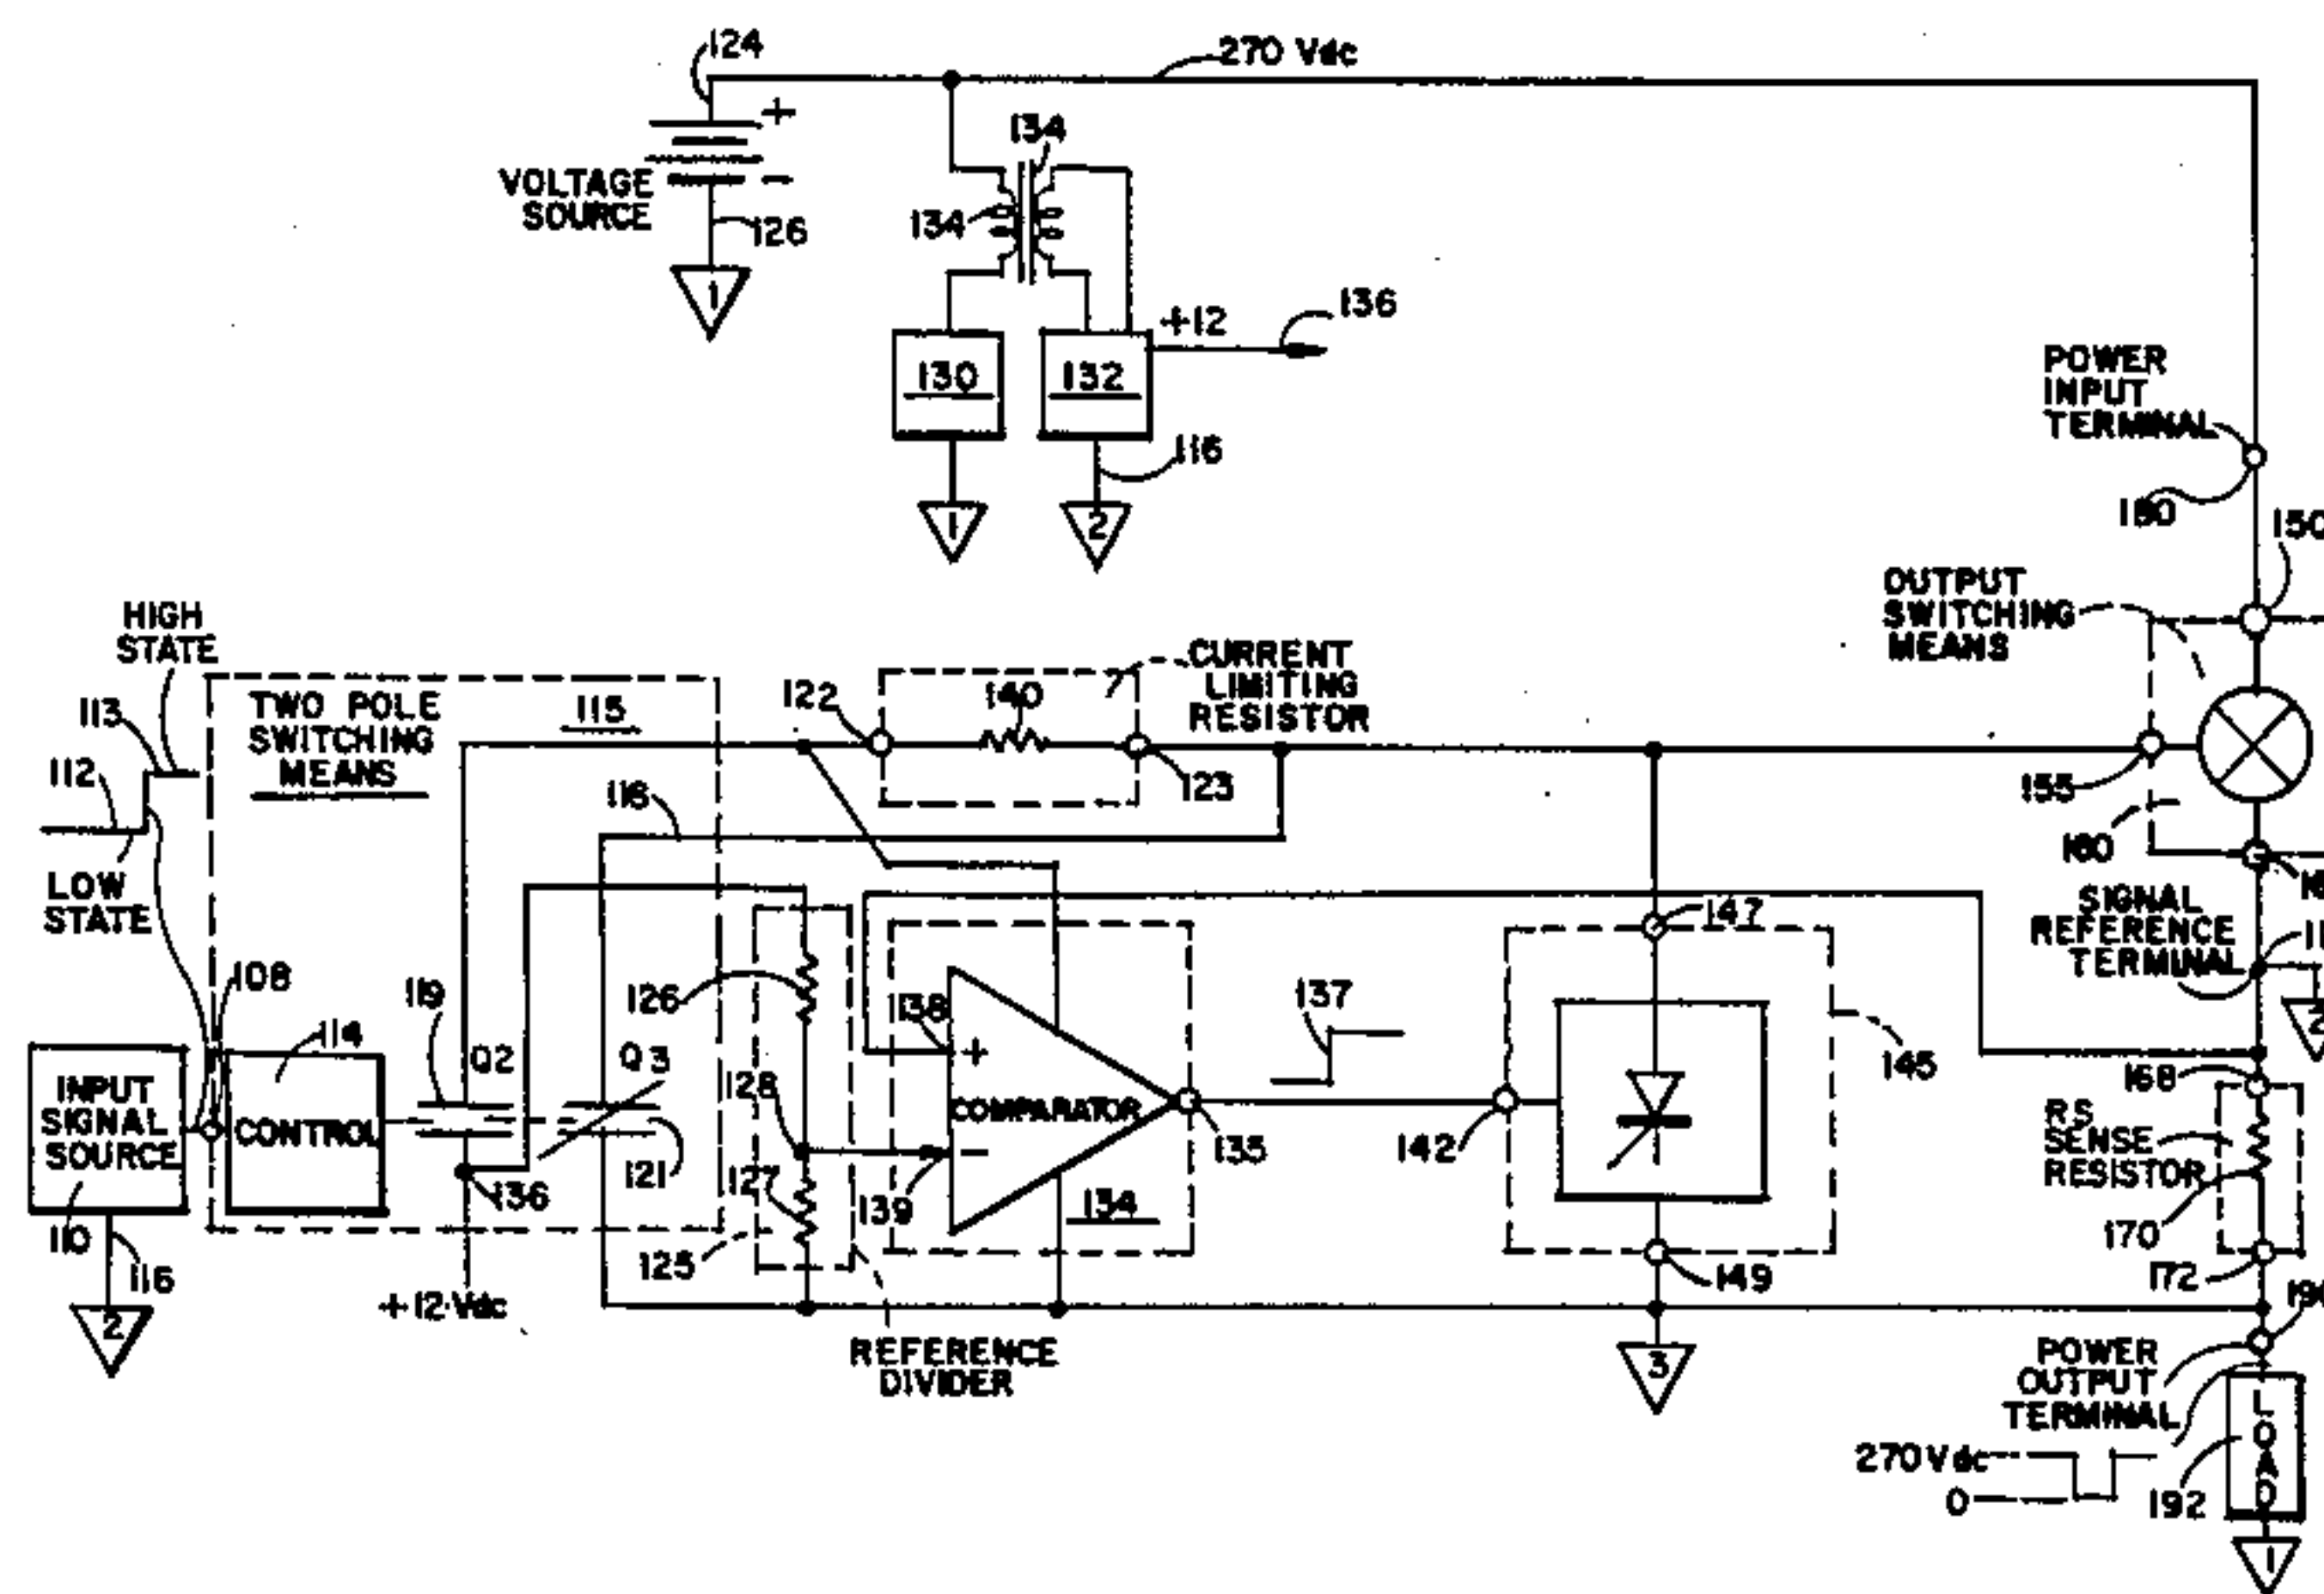 124
270 Vdc
+
134
VOLTAGE
SOURCE
-
134
126
1
+12
136
130
132
POWER
INPUT
TERMINAL
116
180
1
2
150
OUTPUT
SWITCHING
MEANS
HIGH
STATE
CURRENT
LIMITING
RESISTOR
TWO POLE
SWITCHING
MEANS
115
122
140
113
112
116
123
155
160
LOW
STATE
147
SIGNAL
REFERENCE
TERMINAL
108
119
126
138
137
114
Q2
Q3
+
145
168
INPUT
SIGNAL
SOURCE
CONTROL
128
COMPARATOR
RS
SENSE
RESISTOR
136
121
127
139
-
134
135
142
170
110
116
125
149
172
2
+12 Vdc
REFERENCE
DIVIDER
3
POWER
OUTPUT
TERMINAL
LOAD
270 Vdc
0
192
1